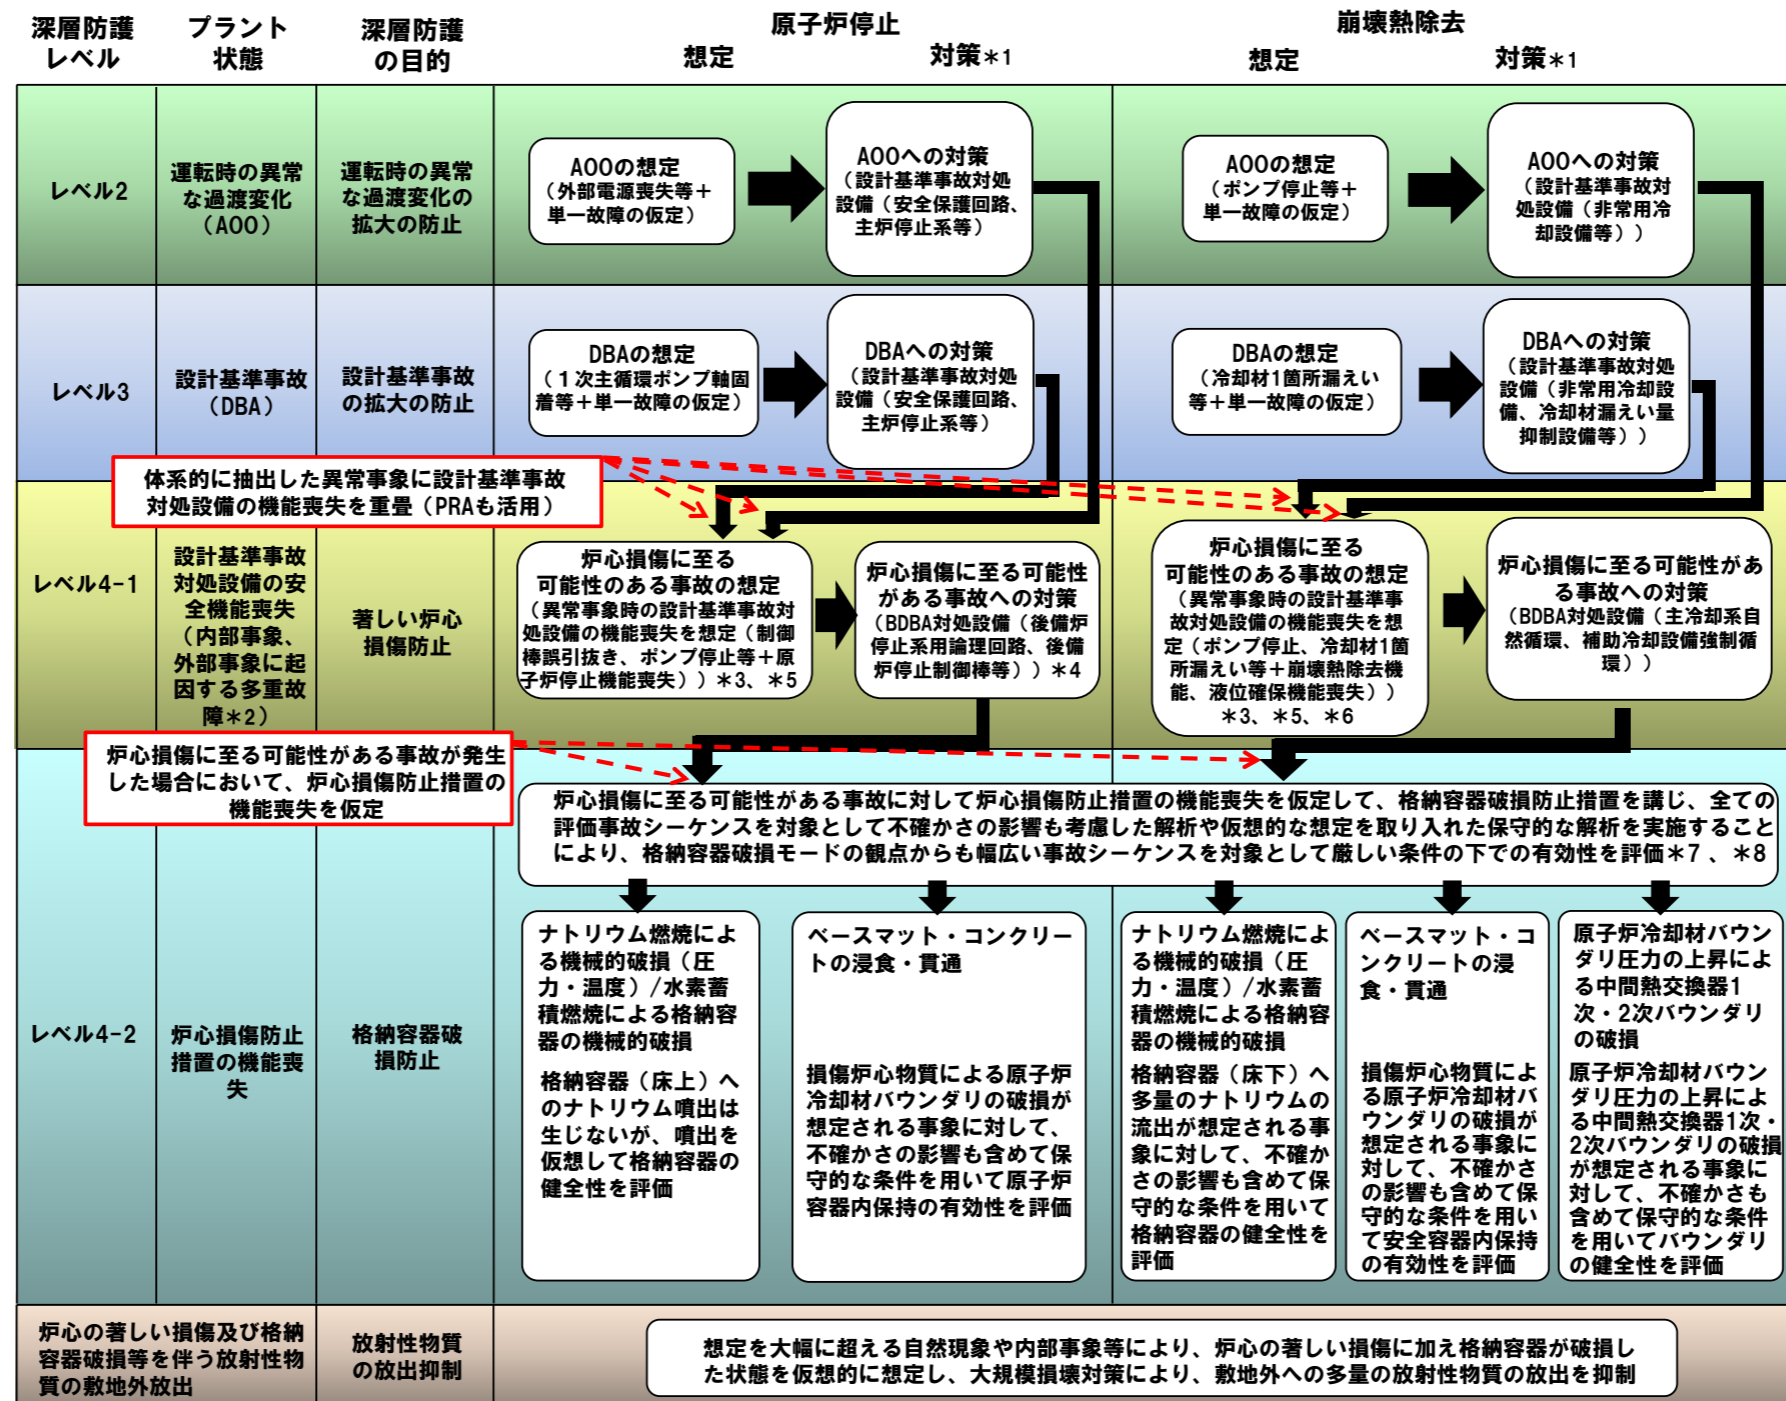 深層防護
レベル
プラント
状態
深層防護
の目的
原子炉停止
想定
対策＊1
崩壊熱除去
想定
対策＊1
レベル2
運転時の異常
な過渡変化
（AOO）
運転時の異常
な過渡変化の
拡大の防止
AOOの想定
（外部電源喪失等＋
単一故障の仮定）
AOOへの対策
（設計基準事故対処
設備（安全保護回路、
主炉停止系等）
AOOの想定
（ポンプ停止等＋
単一故障の仮定）
AOOへの対策
（設計基準事故対
処設備（非常用冷
却設備等））
レベル3
設計基準事故
（DBA）
設計基準事故
の拡大の防止
DBAの想定
（１次主循環ポンプ軸固
着等＋単一故障の仮定）
DBAへの対策
（設計基準事故対処
設備（安全保護回路、
主炉停止系等）
DBAの想定
（冷却材1箇所漏えい
等＋単一故障の仮定）
DBAへの対策
（設計基準事故対処
設備（非常用冷却設
備、冷却材漏えい量
抑制設備等））
体系的に抽出した異常事象に設計基準事故
対処設備の機能喪失を重畳（PRAも活用）
レベル4-1
設計基準事故
対処設備の安
全機能喪失
（内部事象、
外部事象に起
因する多重故
障＊2）
著しい炉心
損傷防止
炉心損傷に至る
可能性のある事故の想定
（異常事象時の設計基準事故対
処設備の機能喪失を想定（制御
棒誤引抜き、ポンプ停止等＋原
子炉停止機能喪失））＊3、＊5
炉心損傷に至る可能性
がある事故への対策
（BDBA対処設備（後備炉
停止系用論理回路、後備
炉停止制御棒等））＊4
炉心損傷に至る
可能性のある事故の想定
（異常事象時の設計基準事
故対処設備の機能喪失を想
定（ポンプ停止、冷却材1箇
所漏えい等＋崩壊熱除去機
能、液位確保機能喪失））
＊3、＊5、＊6
炉心損傷に至る可能性があ
る事故への対策
（BDBA対処設備（主冷却系自
然循環、補助冷却設備強制循
環））
炉心損傷に至る可能性がある事故が発生
した場合において、炉心損傷防止措置の
機能喪失を仮定
炉心損傷に至る可能性がある事故に対して炉心損傷防止措置の機能喪失を仮定して、格納容器破損防止措置を講じ、全ての
評価事故シーケンスを対象として不確かさの影響も考慮した解析や仮想的な想定を取り入れた保守的な解析を実施すること
により、格納容器破損モードの観点からも幅広い事故シーケンスを対象として厳しい条件の下での有効性を評価＊7 、＊8
レベル4-2
炉心損傷防止
措置の機能喪
失
格納容器破
損防止
ナトリウム燃焼によ
る機械的破損（圧
力・温度）/水素蓄
積燃焼による格納容
器の機械的破損
格納容器（床上）へ
のナトリウム噴出は
生じないが、噴出を
仮想して格納容器の
健全性を評価
ベースマット・コンクリー
トの浸食・貫通
損傷炉心物質による原子炉
冷却材バウンダリの破損が
想定される事象に対して、
不確かさの影響も含めて保
守的な条件を用いて原子炉
容器内保持の有効性を評価
ナトリウム燃焼によ
る機械的破損（圧
力・温度）/水素蓄
積燃焼による格納容
器の機械的破損
格納容器（床下）へ
多量のナトリウムの
流出が想定される事
象に対して、不確か
さの影響も含めて保
守的な条件を用いて
格納容器の健全性を
評価
ベースマット・コ
ンクリートの浸
食・貫通
損傷炉心物質によ
る原子炉冷却材バ
ウンダリの破損が
想定される事象に
対して、不確かさ
の影響も含めて保
守的な条件を用い
て安全容器内保持
の有効性を評価
原子炉冷却材バウン
ダリ圧力の上昇によ
る中間熱交換器1
次・2次バウンダリ
の破損
原子炉冷却材バウン
ダリ圧力の上昇によ
る中間熱交換器1次・
2次バウンダリの破損
が想定される事象に
対して、不確かさも
含めて保守的な条件
を用いてバウンダリ
の健全性を評価
炉心の著しい損傷及び格納
容器破損等を伴う放射性物
質の敷地外放出
放射性物質
の放出抑制
想定を大幅に超える自然現象や内部事象等により、炉心の著しい損傷に加え格納容器が破損し
た状態を仮想的に想定し、大規模損壊対策により、敷地外への多量の放射性物質の放出を抑制